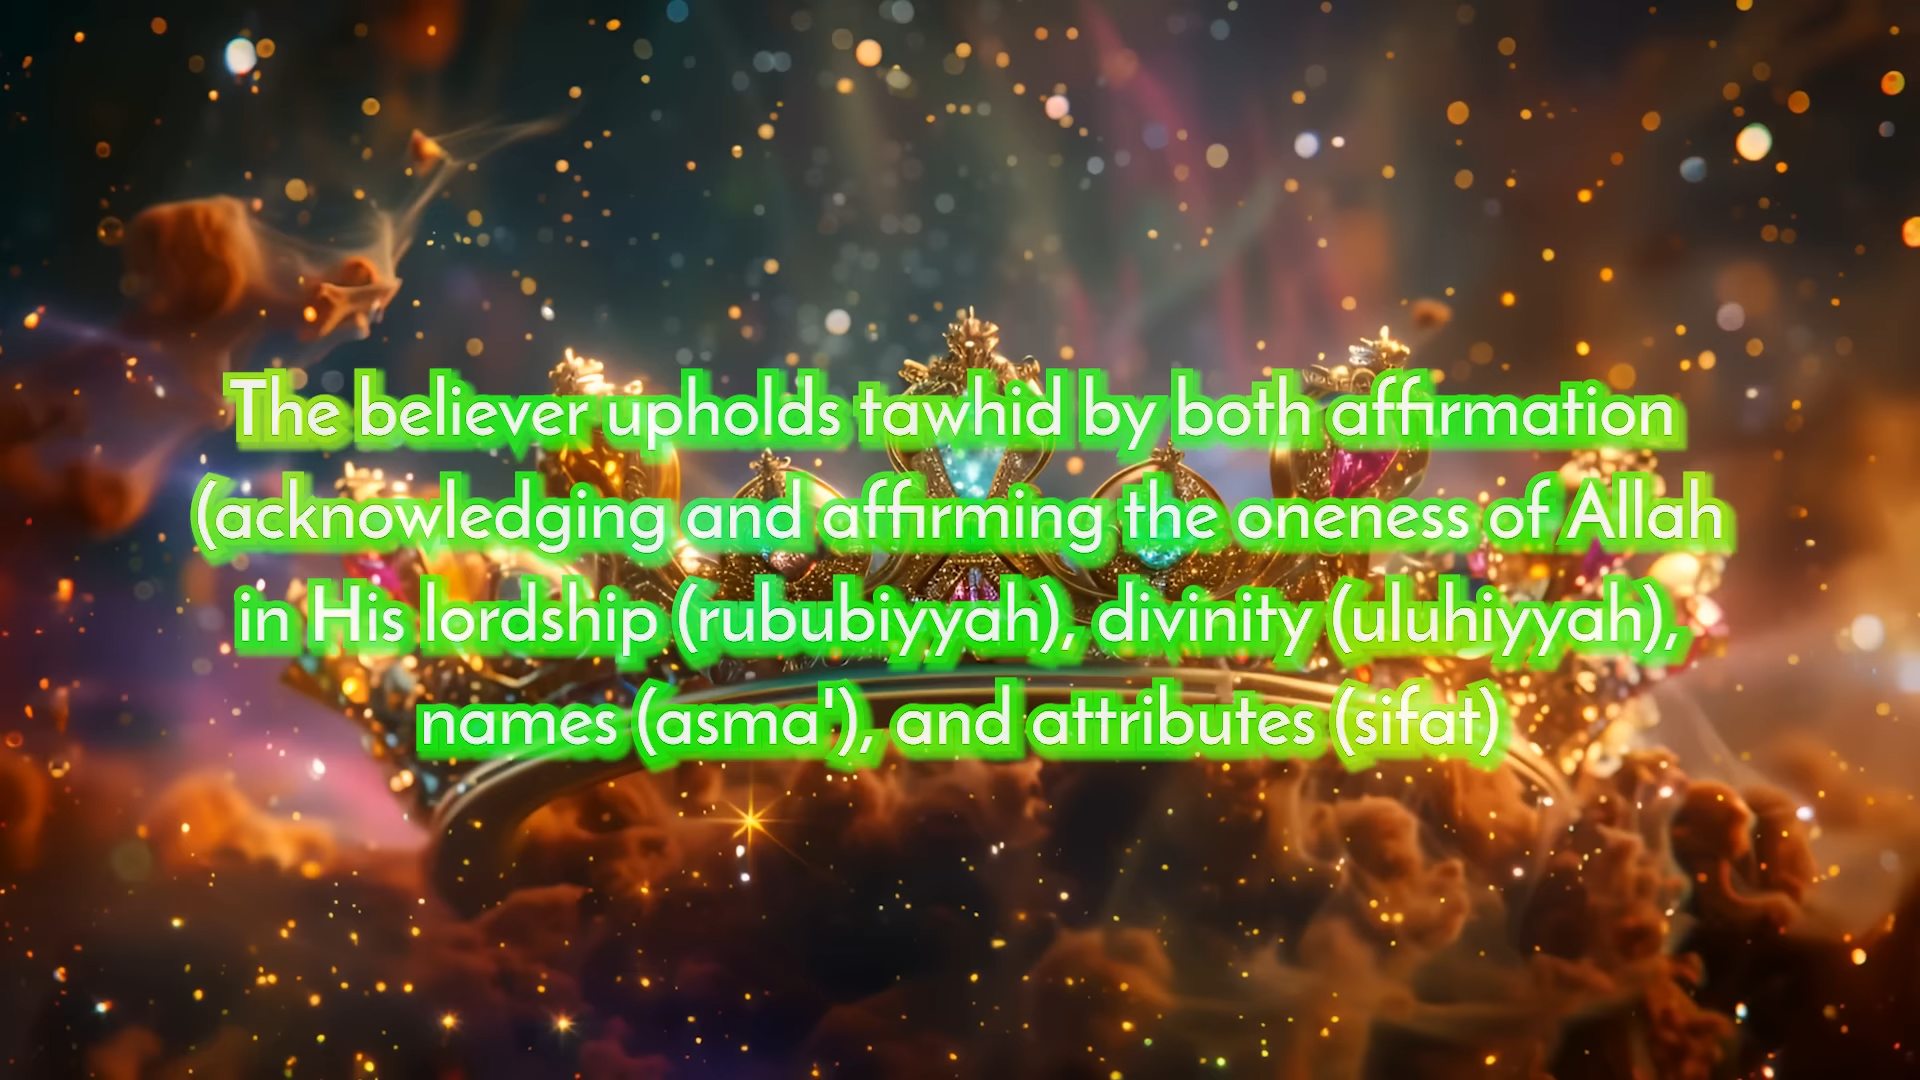 The believer upholds tawhid by both affirmation
(acknowledging and affirming the oneness of Allah
in His lordship (rububiyyah), divinity (uluhiyyah),
names (asma'), and attributes (sifat)